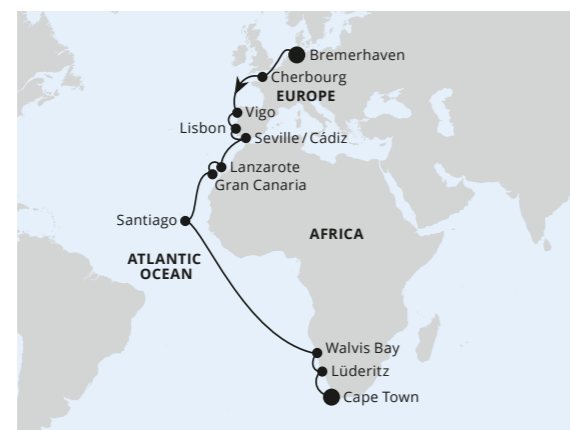 Bremerhaven
Cherbourg
EUROPE
Vigo
Lisbon
Seville / Cádiz
Lanzarote
Gran Canaria
Santiago
AFRICA
ATLANTIC
OCEAN
Walvis Bay
Lüderitz
Cape Town